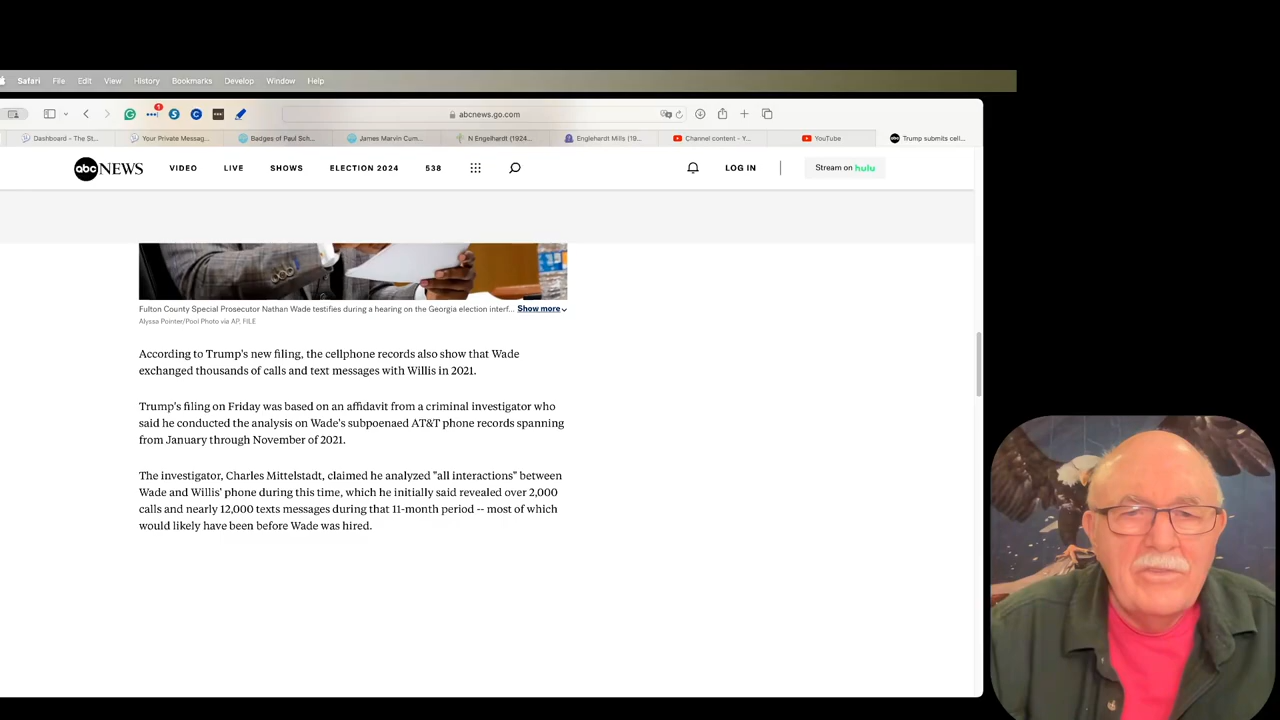 Safari File Edit View History Bookmarks Develop Window Help
1
abcnews.go.com
Dashboard – The St...
Your Private Messag...
Badges of Paul Sch...
James Marvin Cum...
N Engelhardt (1924...
Englehardt Mills (19...
Channel content - Y...
YouTube
Trump submits cell...
abc NEWS VIDEO LIVE SHOWS ELECTION 2024 538 LOG IN Stream on hulu
Fulton County Special Prosecutor Nathan Wade testifies during a hearing on the Georgia election interf... Show more
Alyssa Pointer/Pool Photo via AP, FILE
According to Trump's new filing, the cellphone records also show that Wade
exchanged thousands of calls and text messages with Willis in 2021.
Trump's filing on Friday was based on an affidavit from a criminal investigator who
said he conducted the analysis on Wade's subpoenaed AT&T phone records spanning
from January through November of 2021.
The investigator, Charles Mittelstadt, claimed he analyzed "all interactions" between
Wade and Willis' phone during this time, which he initially said revealed over 2,000
calls and nearly 12,000 texts messages during that 11-month period -- most of which
would likely have been before Wade was hired.